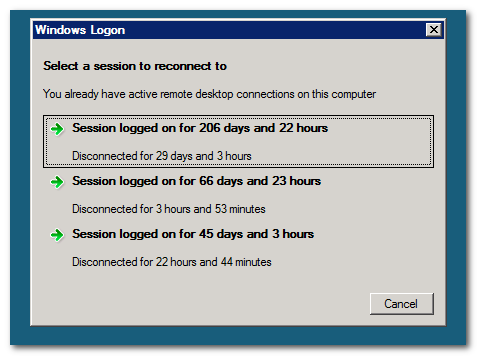 Windows Logon
Select a session to reconnect to
You already have active remote desktop connections on this computer
Session logged on for 206 days and 22 hours
Disconnected for 29 days and 3 hours
Session logged on for 66 days and 23 hours
Disconnected for 3 hours and 53 minutes
Session logged on for 45 days and 3 hours
Disconnected for 22 hours and 44 minutes
Cancel